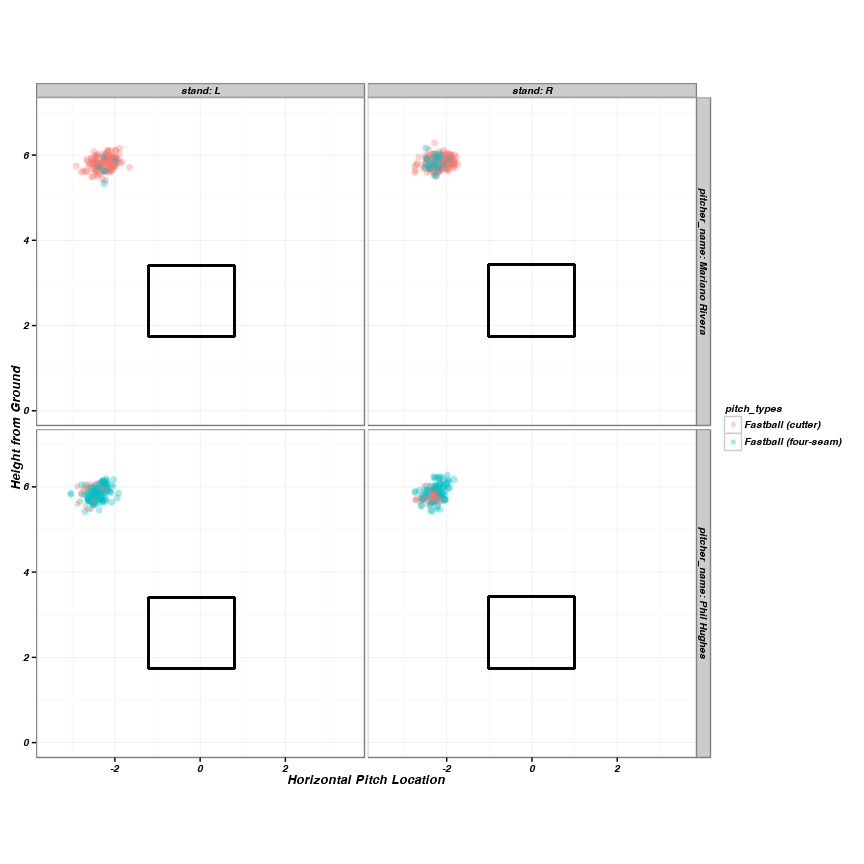 stand: L
stand: R
6
4
2
0
pitcher_name: Mariano Rivera
6
4
2
0
pitcher_name: Phil Hughes
-2
0
2
-2
0
2
Horizontal Pitch Location
Height from Ground
pitch_types
Fastball (cutter)
Fastball (four-seam)